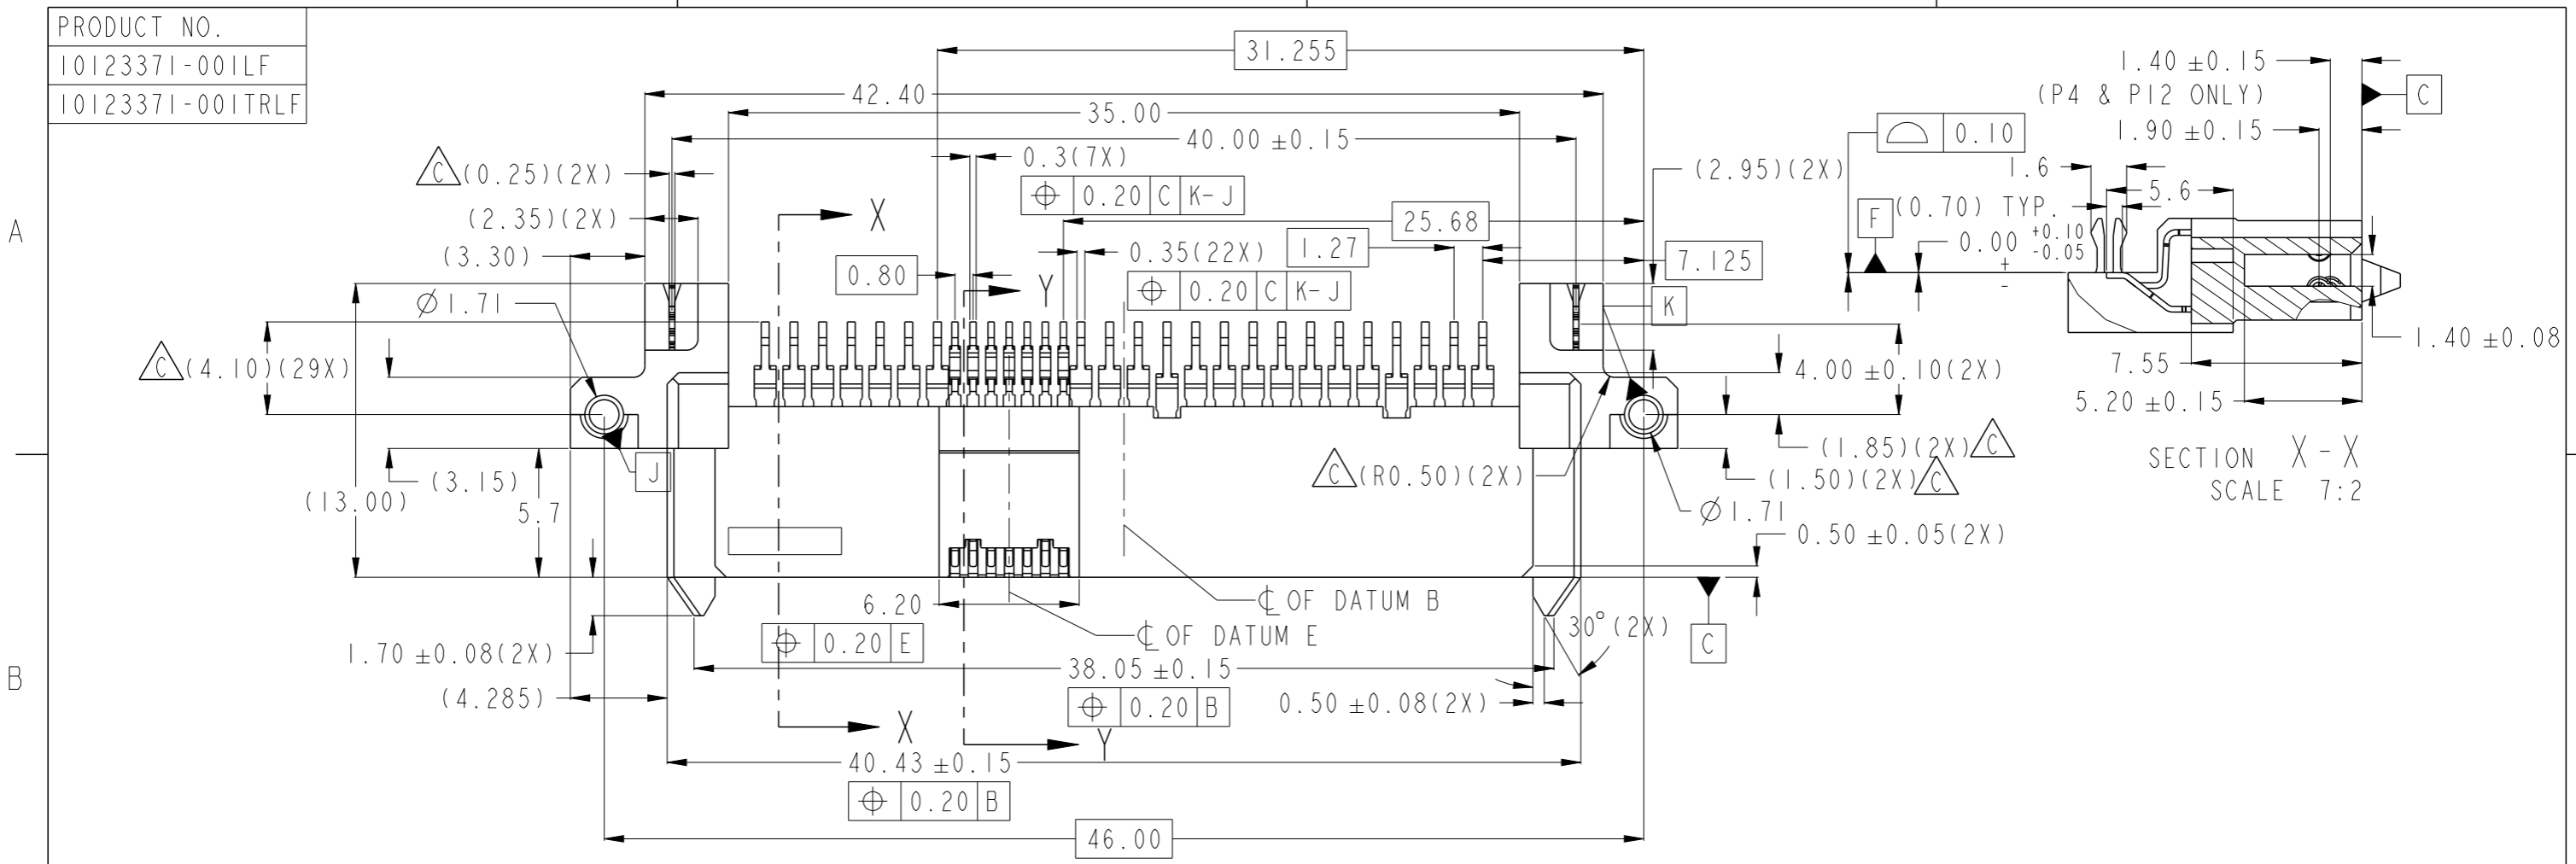 PRODUCT NO.
10123371-001LF
10123371-001TRLF
31.255
42.40
35.00
40.00 ±0.15
C (0.25)(2X)
0.3(7X)
⌖ 0.20 C K-J
(2.35)(2X)
X
(3.30)
0.80
Y
25.68
0.35(22X)
1.27
⌖ 0.20 C K-J
7.125
(2.95)(2X)
K
Ø1.71
C (4.10)(29X)
4.00 ±0.10(2X)
(1.85)(2X) C
C (R0.50)(2X)
(1.50)(2X) C
Ø1.71
(3.15)
J
(13.00)
5.7
0.50 ±0.05(2X)
6.20
⌖ 0.20 E
℄ OF DATUM B
℄ OF DATUM E
30°(2X)
C
1.70 ±0.08(2X)
38.05 ±0.15
⌖ 0.20 B
0.50 ±0.08(2X)
(4.285)
X
Y
40.43 ±0.15
⌖ 0.20 B
46.00
1.40 ±0.15
(P4 & P12 ONLY)
C
⌓ 0.10
1.90 ±0.15
1.6
5.6
F
(0.70) TYP.
0.00 +0.10 -0.05
+
-
1.40 ±0.08
7.55
5.20 ±0.15
SECTION X-X
SCALE 7:2
A
B